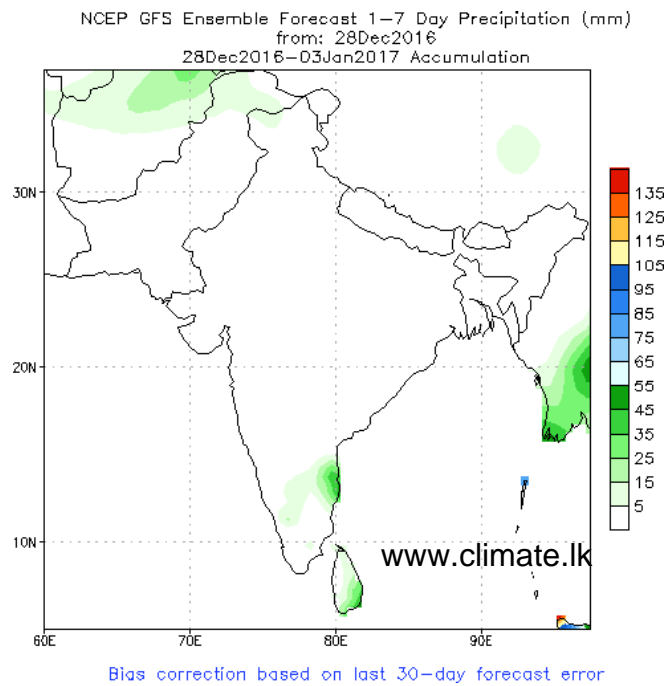 NCEP GFS Ensemble Forecast 1-7 Day Precipitation (mm)
from: 28Dec2016
28Dec2016-03Jan2017 Accumulation
30N
20N
10N
60E
70E
80E
90E
135
125
115
105
95
85
75
65
55
45
35
25
15
5
www.climate.lk
Bias correction based on last 30-day forecast error